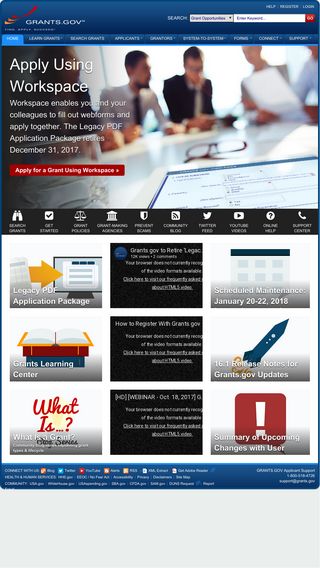 HELP | REGISTER | LOGIN
GRANTS.GOV℠
FIND. APPLY. SUCCEED.
SEARCH: Grant Opportunities Enter Keyword... GO
HOME LEARN GRANTS SEARCH GRANTS APPLICANTS GRANTORS SYSTEM-TO-SYSTEM FORMS CONNECT SUPPORT
Apply Using
Workspace
Workspace enables you and your
colleagues to fill out webforms and
apply together. The Legacy PDF
Application Package retires
December 31, 2017.
Apply for a Grant Using Workspace »
SEARCH GRANTS
GET STARTED
GRANT POLICIES
GRANT-MAKING AGENCIES
PREVENT SCAMS
COMMUNITY BLOG
TWITTER FEED
YOUTUBE VIDEOS
ONLINE HELP
SUPPORT CENTER
Legacy PDF
Application Package
Grants.gov to Retire 'Legac
12K views • 2 comments
Your browser does not currently recog
of the video formats available.
Click here to visit our frequently asked
about HTML5 video.
Scheduled Maintenance:
January 20-22, 2018
Grants Learning
Center
How to Register With Grants.gov
Your browser does not currently recog
of the video formats available.
Click here to visit our frequently asked
about HTML5 video.
16.1 Release Notes for
Grants.gov Updates
What Is...?
What Is a Grant?
Community blog series explaining grant
types & lifecycle
[HD] [WEBINAR - Oct. 18, 2017] G
Your browser does not currently recog
of the video formats available.
Click here to visit our frequently asked
about HTML5 video.
Summary of Upcoming
Changes with User
CONNECT WITH US: Blog | Twitter | YouTube | Alerts | RSS | XML Extract | Get Adobe Reader
HEALTH & HUMAN SERVICES: HHS.gov | EEOC / No Fear Act | Accessibility | Privacy | Disclaimers | Site Map
COMMUNITY: USA.gov | WhiteHouse.gov | USAspending.gov | SBA.gov | CFDA.gov | SAM.gov | DUNS Request | Report
GRANTS.GOV Applicant Support
1-800-518-4726
support@grants.gov